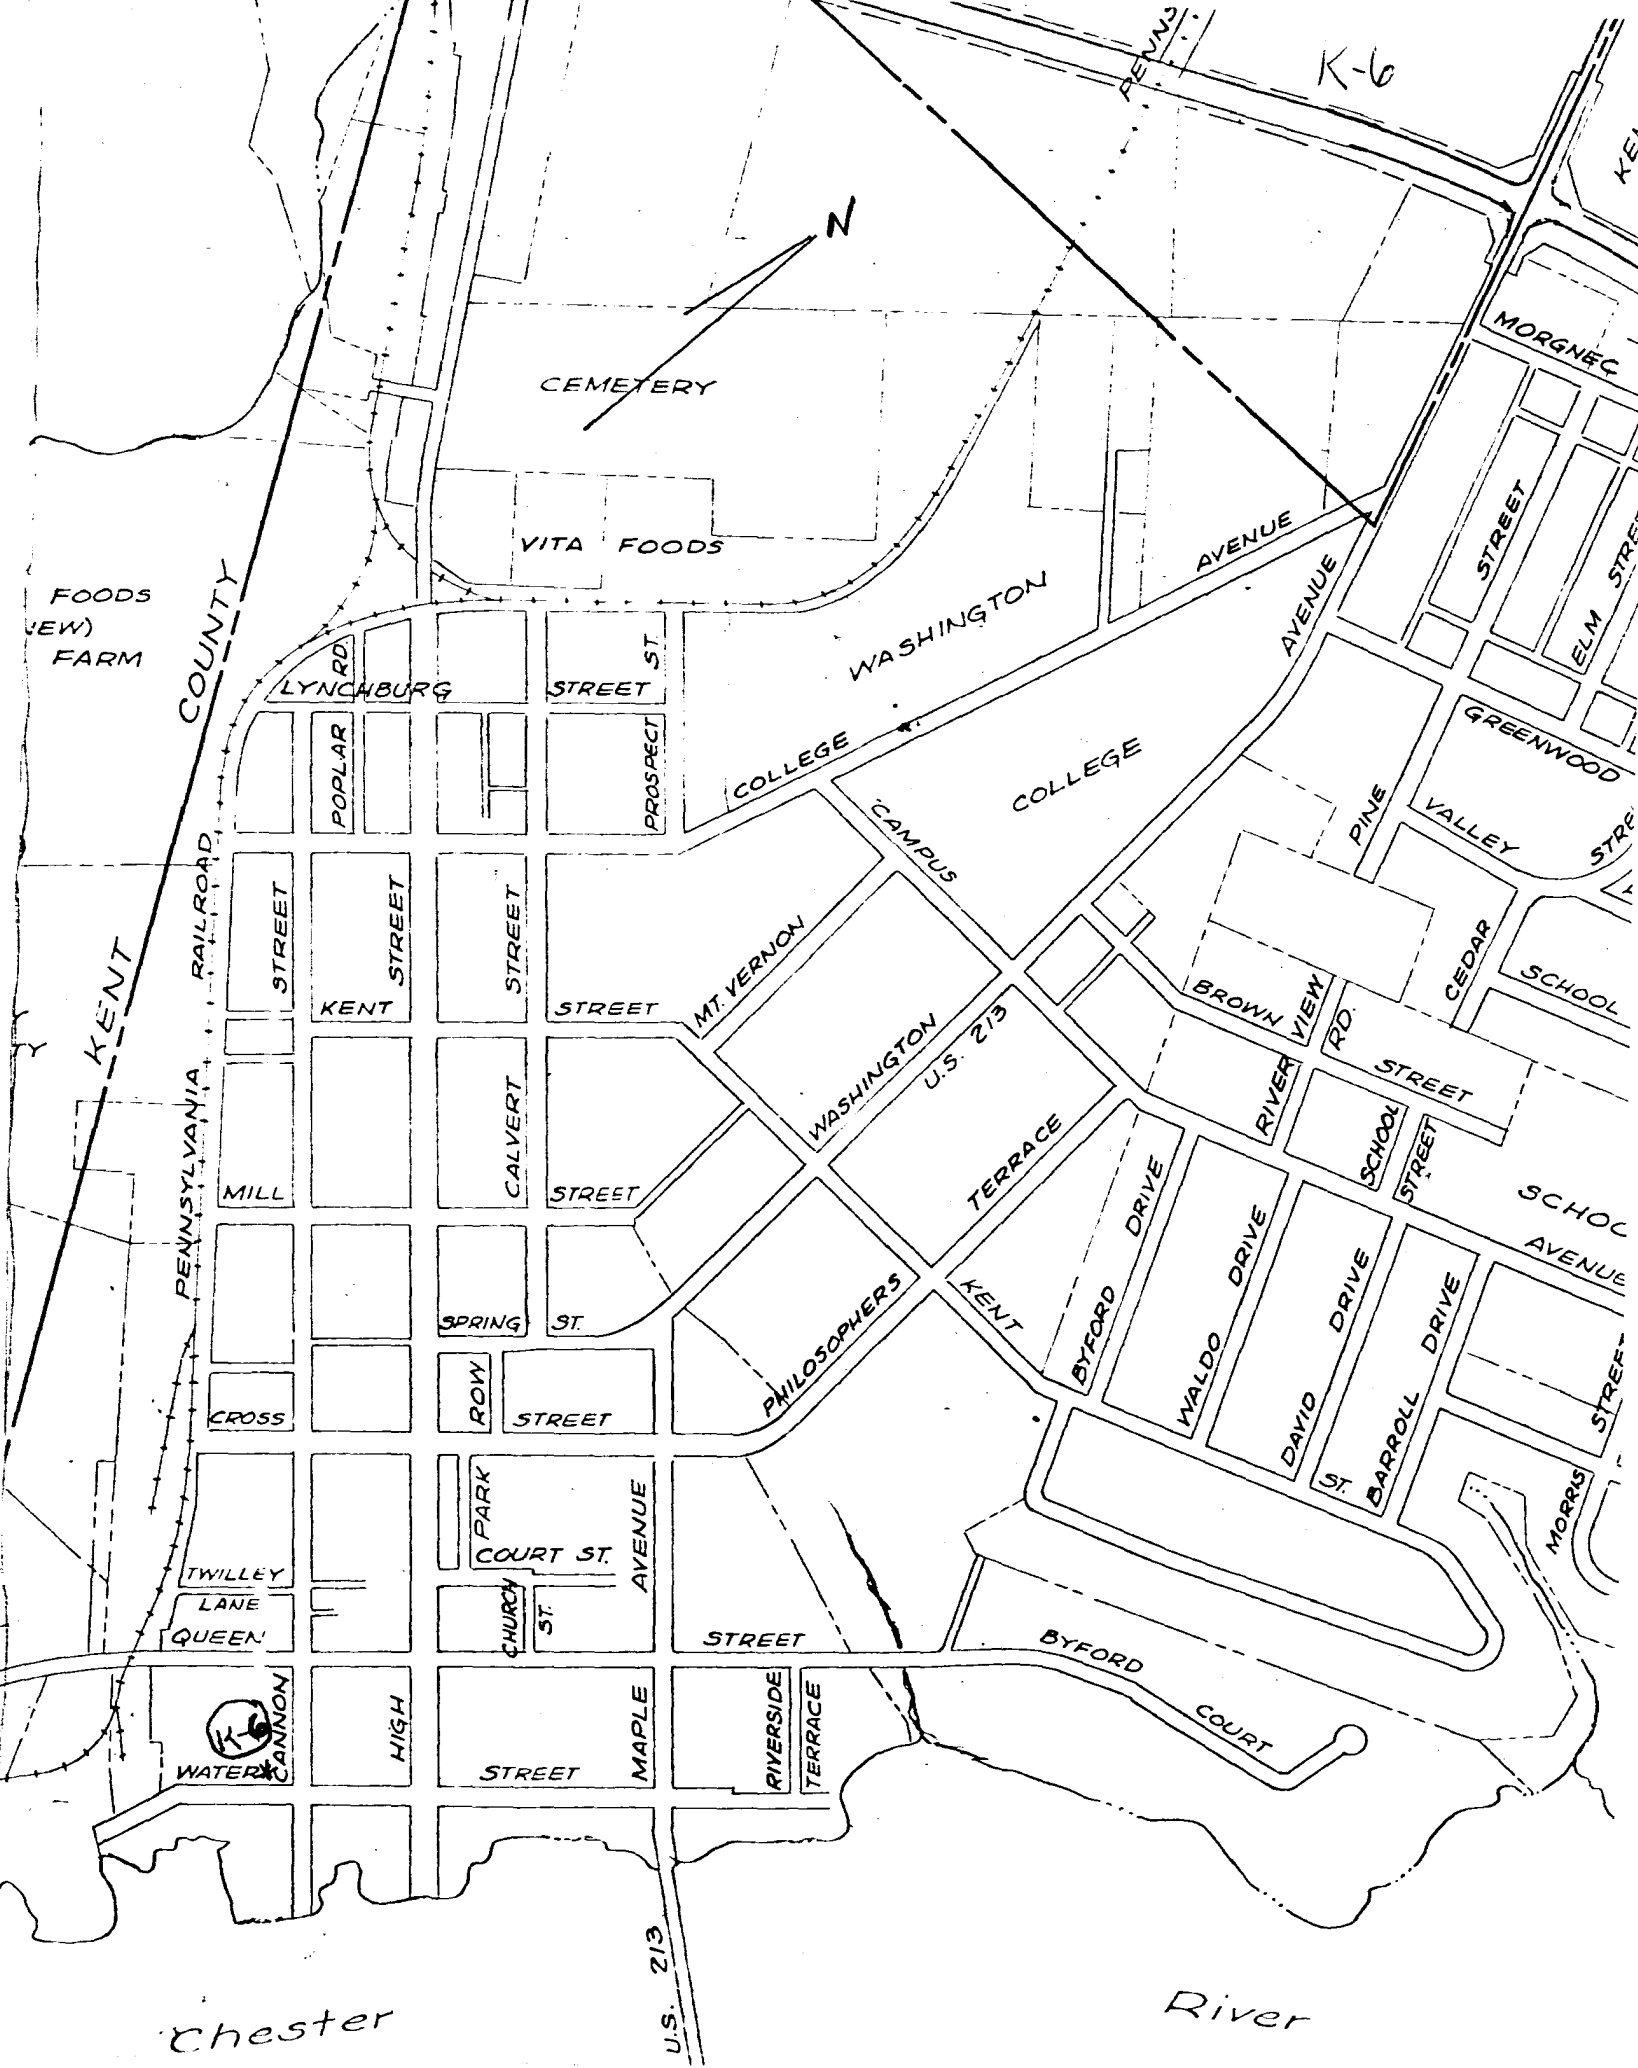 K-6
PENNS
N
CEMETERY
MORGNEC
VITA FOODS
AVENUE
STREET
WASHINGTON
AVENUE
ELM
FOODS
FARM
COUNTY
RD.
ST.
LYNCHBURG STREET
COLLEGE
COLLEGE
GREENWOOD
POPLAR
PROSPECT
CAMPUS
PINE
VALLEY
RAILROAD
STREET
STREET
STREET
KENT
KENT STREET
MT. VERNON
WASHINGTON
U.S. 213
BROWN
VIEW
RD.
CEDAR
SCHOOL
STREET
RIVER
PENNSYLVANIA
CALVERT
MILL STREET
TERRACE
SCHOOL
STREET
AVENUE
DRIVE
DRIVE
DRIVE
DRIVE
SPRING ST.
PHILOSOPHERS
KENT
BYFORD
WALDO
DAVID
BARROLL
ST.
CROSS STREET
ROW
PARK
AVENUE
STREET
MORRIS
COURT ST.
TWILLEY
LANE
CHURCH
ST.
QUEEN STREET
BYFORD
COURT
K-6
CANNON
HIGH
MAPLE
RIVERSIDE
TERRACE
WATER STREET
U.S. 213
Chester River